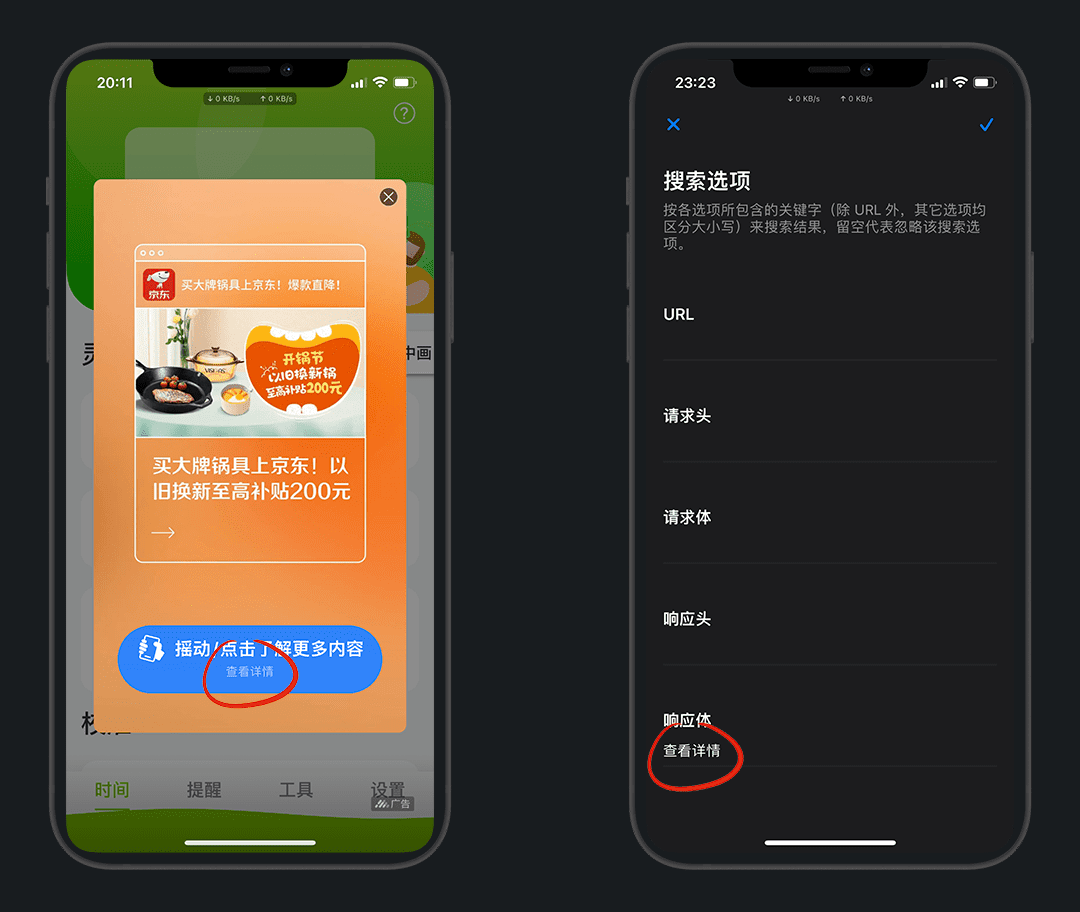 20:11
↓ 0 KB/s ↑ 0 KB/s
?
京东
买大牌锅具上京东！爆款直降！
开锅节
以旧换新锅
至高补贴200元
买大牌锅具上京东！以
旧换新至高补贴200元
摇动/点击了解更多内容
查看详情
中画
时间 提醒 工具 设置
广告
23:23
↓ 0 KB/s ↑ 0 KB/s
搜索选项
按各选项所包含的关键字（除 URL 外，其它选项均
区分大小写）来搜索结果，留空代表忽略该搜索选
项。
URL
请求头
请求体
响应头
响应体
查看详情